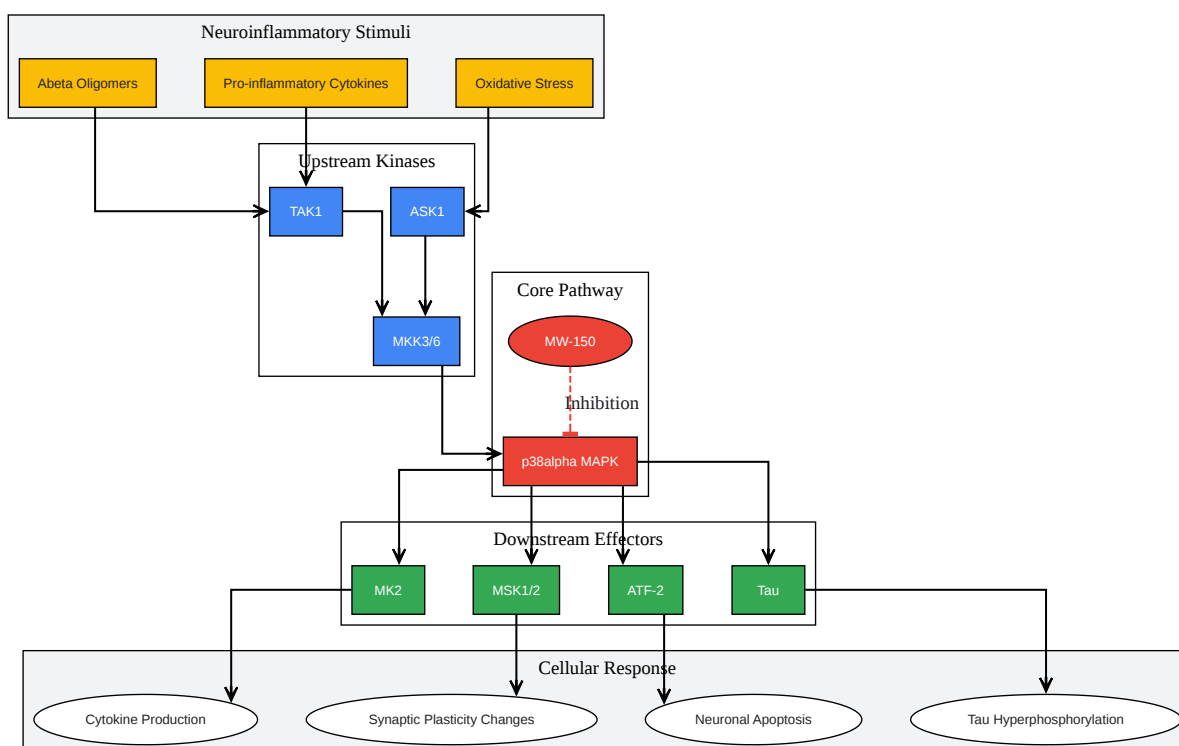 Neuroinflammatory Stimuli
Abeta Oligomers
Pro-inflammatory Cytokines
Oxidative Stress
Upstream Kinases
TAK1
ASK1
MKK3/6
Core Pathway
MW-150
Inhibition
p38alpha MAPK
Downstream Effectors
MK2
MSK1/2
ATF-2
Tau
Cellular Response
Cytokine Production
Synaptic Plasticity Changes
Neuronal Apoptosis
Tau Hyperphosphorylation